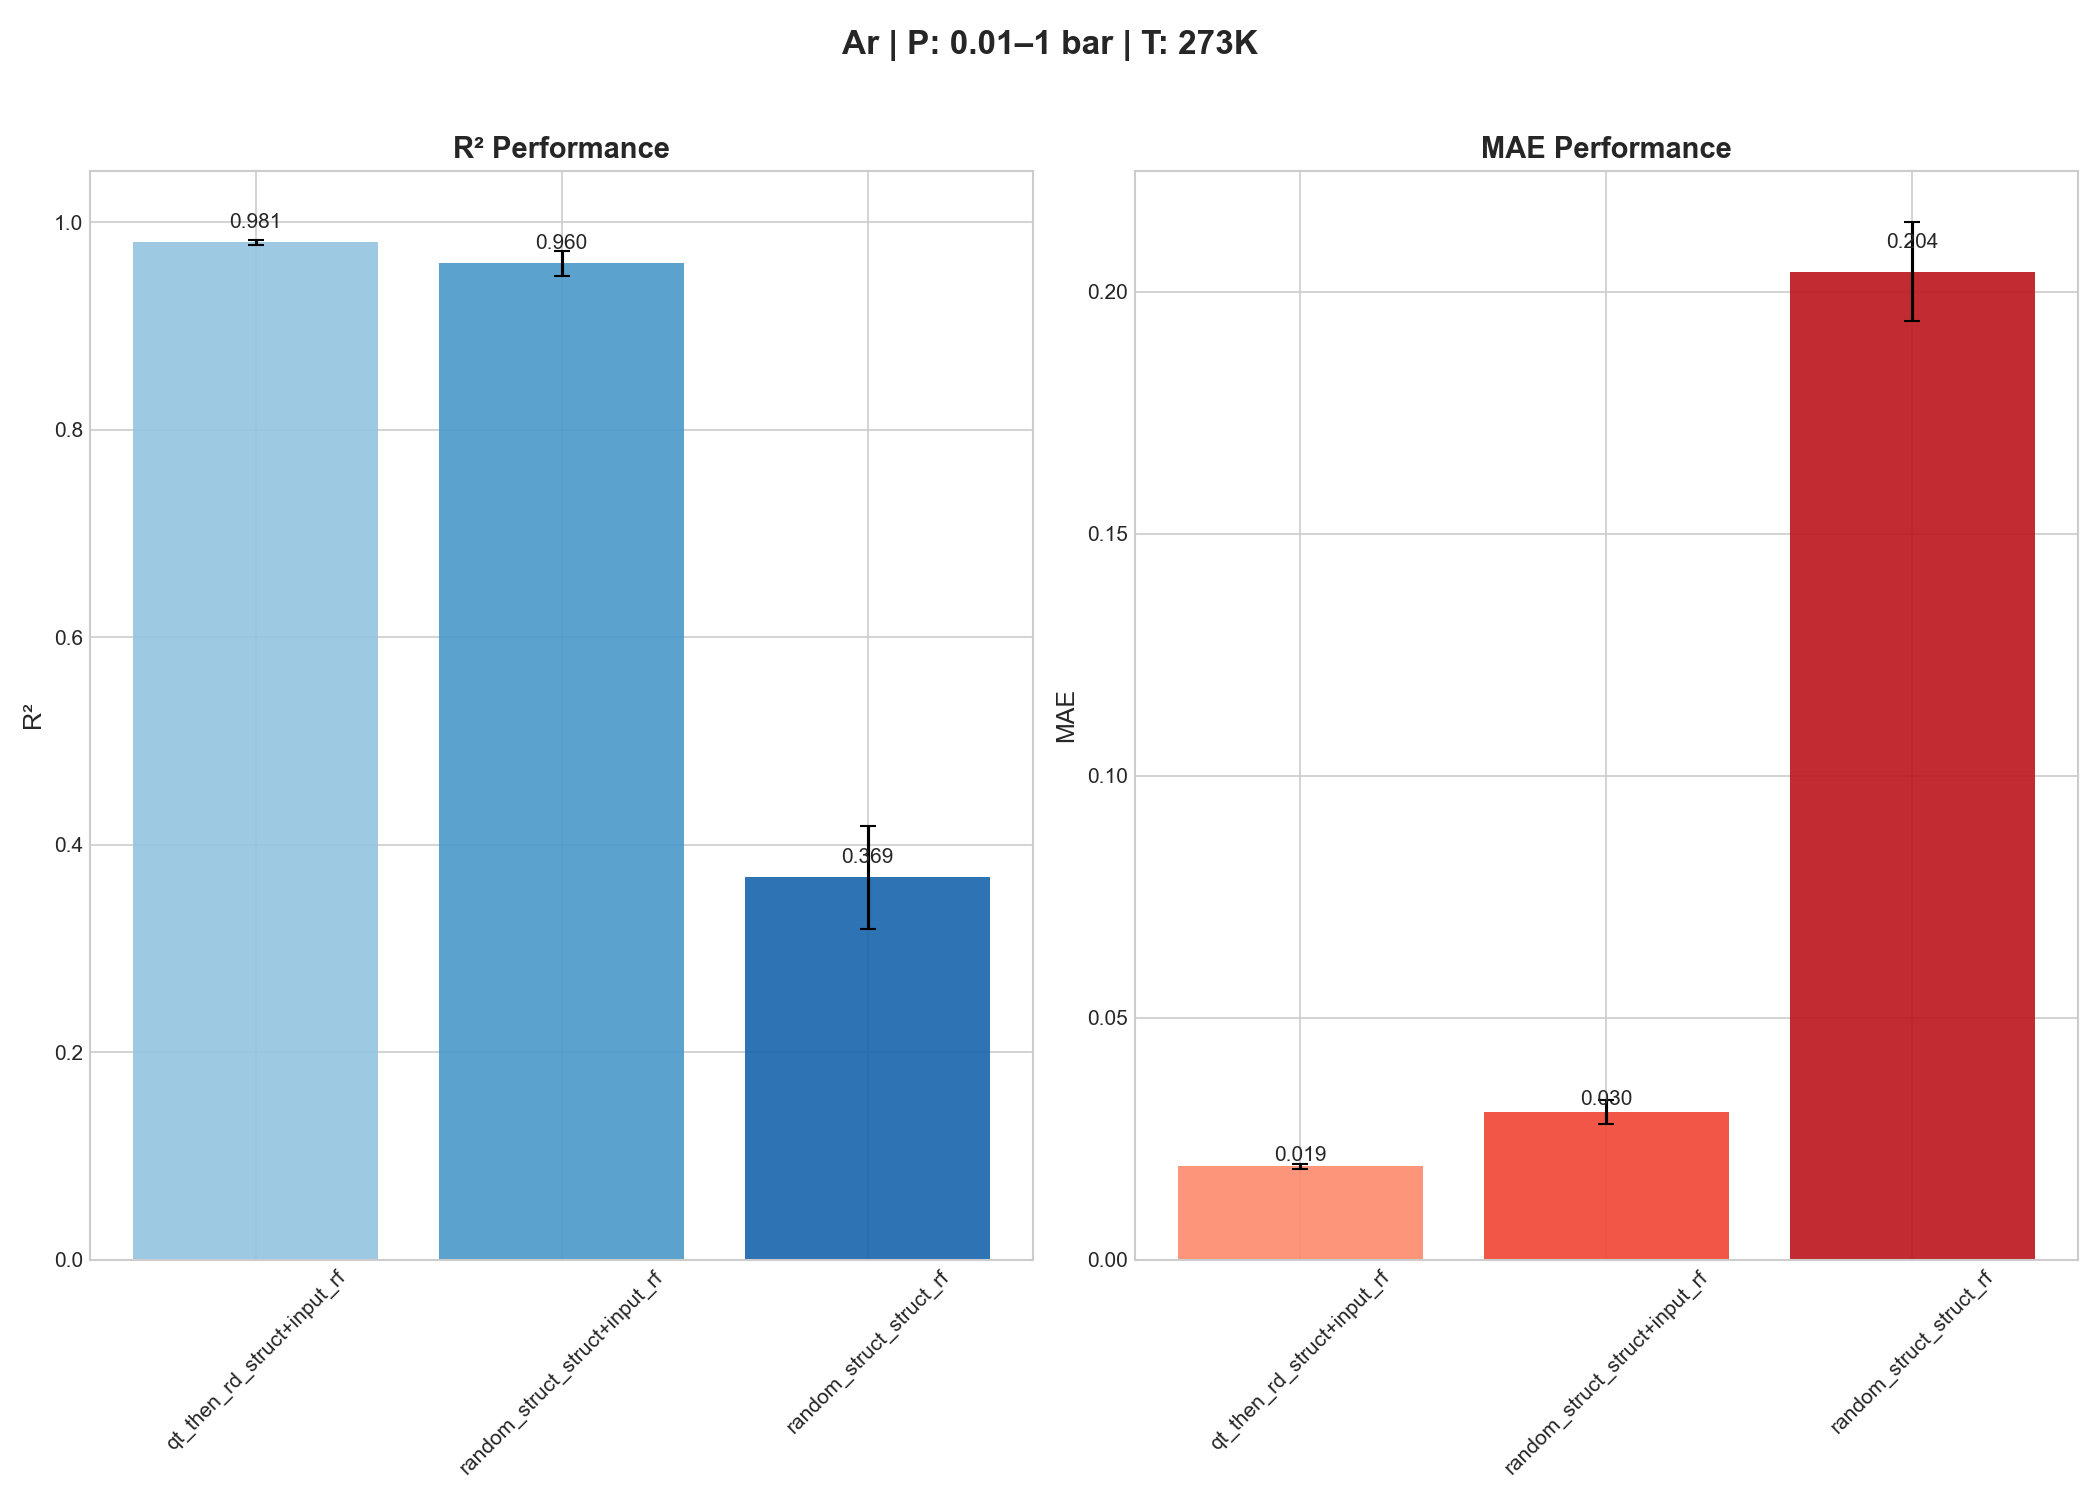 Ar | P: 0.01–1 bar | T: 273K
R² Performance
R²
1.0
0.8
0.6
0.4
0.2
0.0
0.981
0.960
0.369
qt_then_rd_struct+input_rf
random_struct_struct+input_rf
random_struct_struct_rf
MAE Performance
MAE
0.20
0.15
0.10
0.05
0.00
0.019
0.030
0.204
qt_then_rd_struct+input_rf
random_struct_struct+input_rf
random_struct_struct_rf